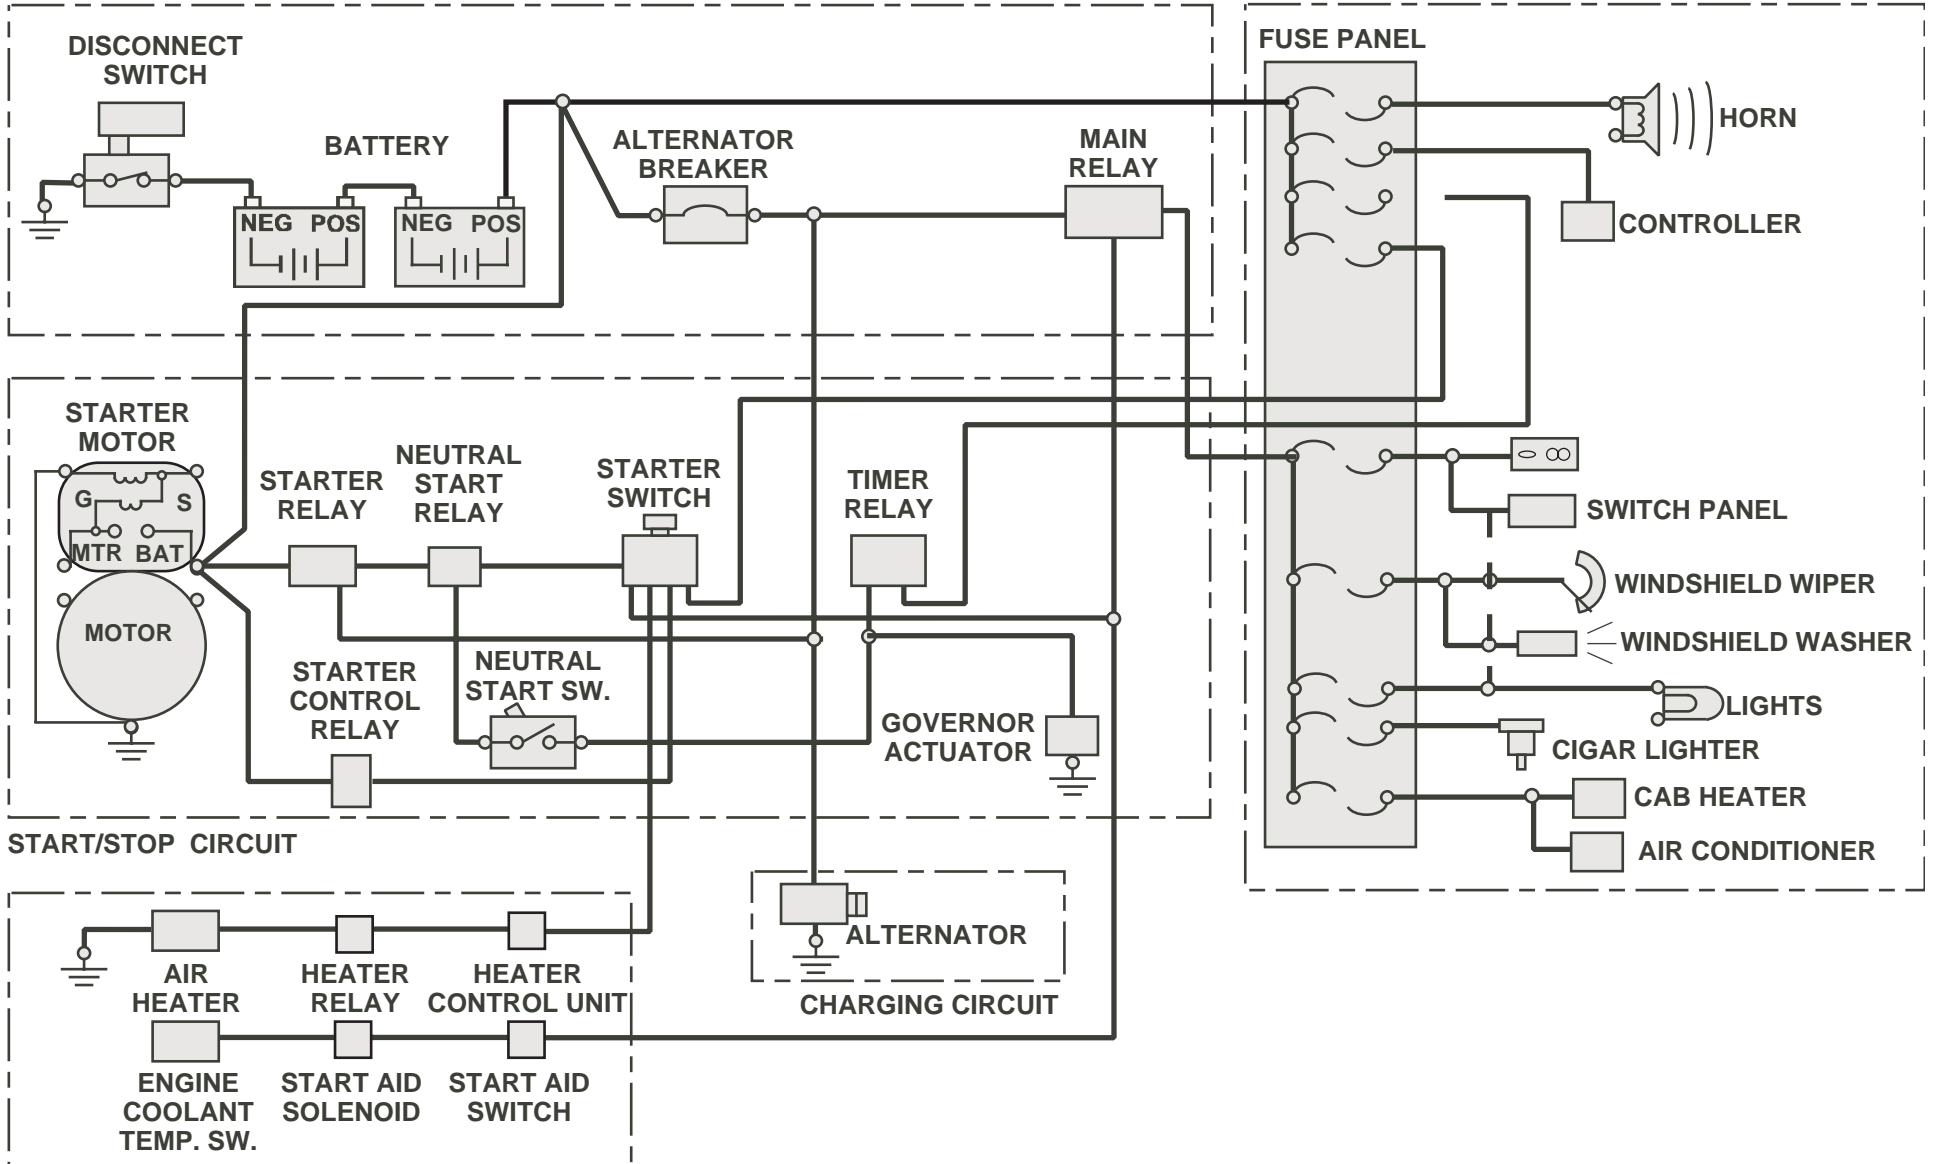 DISCONNECT
SWITCH
BATTERY
NEG POS
NEG POS
ALTERNATOR
BREAKER
MAIN
RELAY
FUSE PANEL
HORN
CONTROLLER
SWITCH PANEL
WINDSHIELD WIPER
WINDSHIELD WASHER
LIGHTS
CIGAR LIGHTER
CAB HEATER
AIR CONDITIONER
STARTER
MOTOR
G S
MTR BAT
MOTOR
STARTER
RELAY
NEUTRAL
START
RELAY
STARTER
SWITCH
TIMER
RELAY
STARTER
CONTROL
RELAY
NEUTRAL
START SW.
GOVERNOR
ACTUATOR
START/STOP CIRCUIT
AIR
HEATER
HEATER
RELAY
HEATER
CONTROL UNIT
ENGINE
COOLANT
TEMP. SW.
START AID
SOLENOID
START AID
SWITCH
ALTERNATOR
CHARGING CIRCUIT